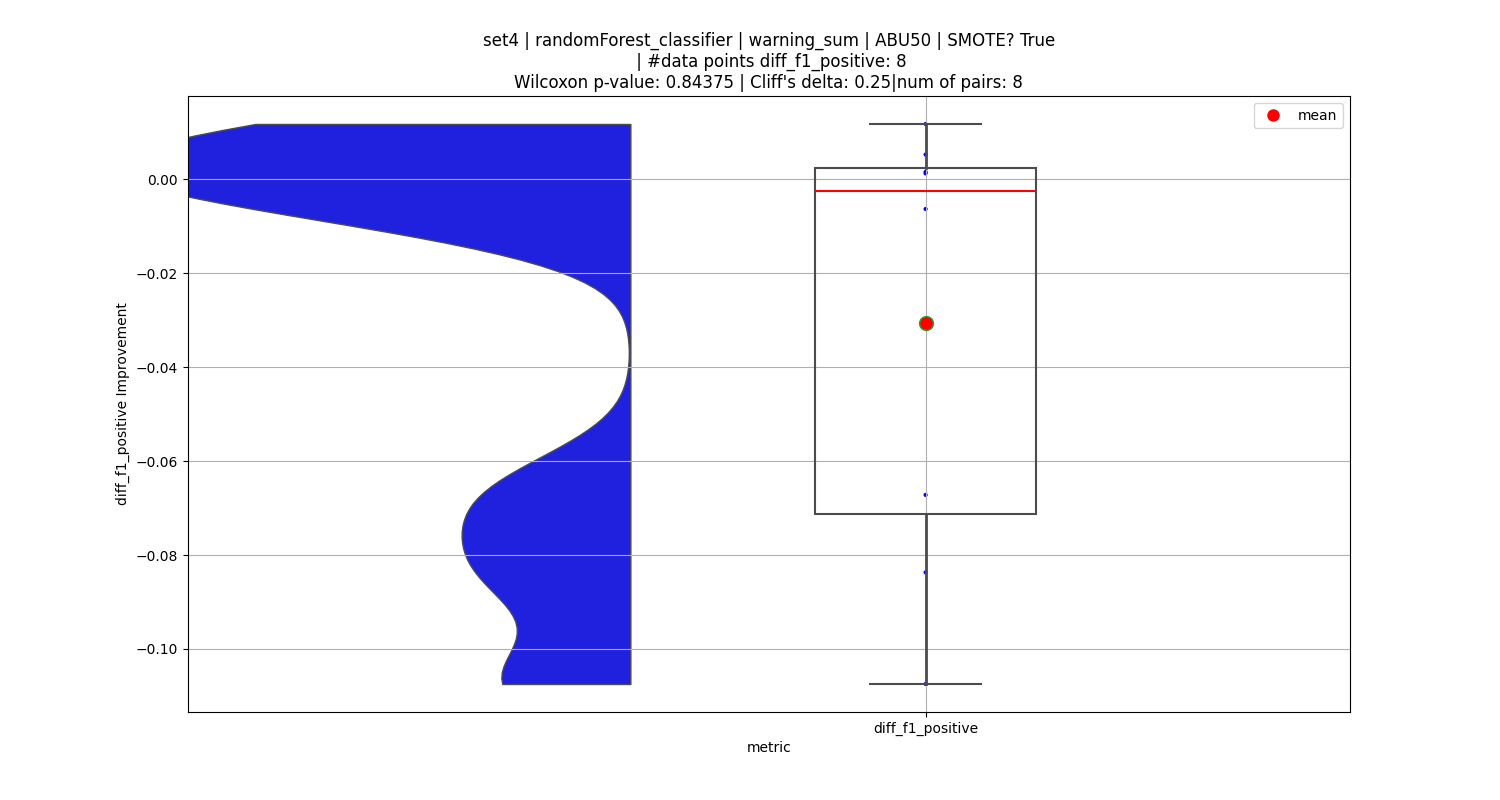 set4 | randomForest_classifier | warning_sum | ABU50 | SMOTE? True
| #data points diff_f1_positive: 8
Wilcoxon p-value: 0.84375 | Cliff's delta: 0.25|num of pairs: 8
mean
0.00
−0.02
−0.04
−0.06
−0.08
−0.10
diff_f1_positive Improvement
diff_f1_positive
metric